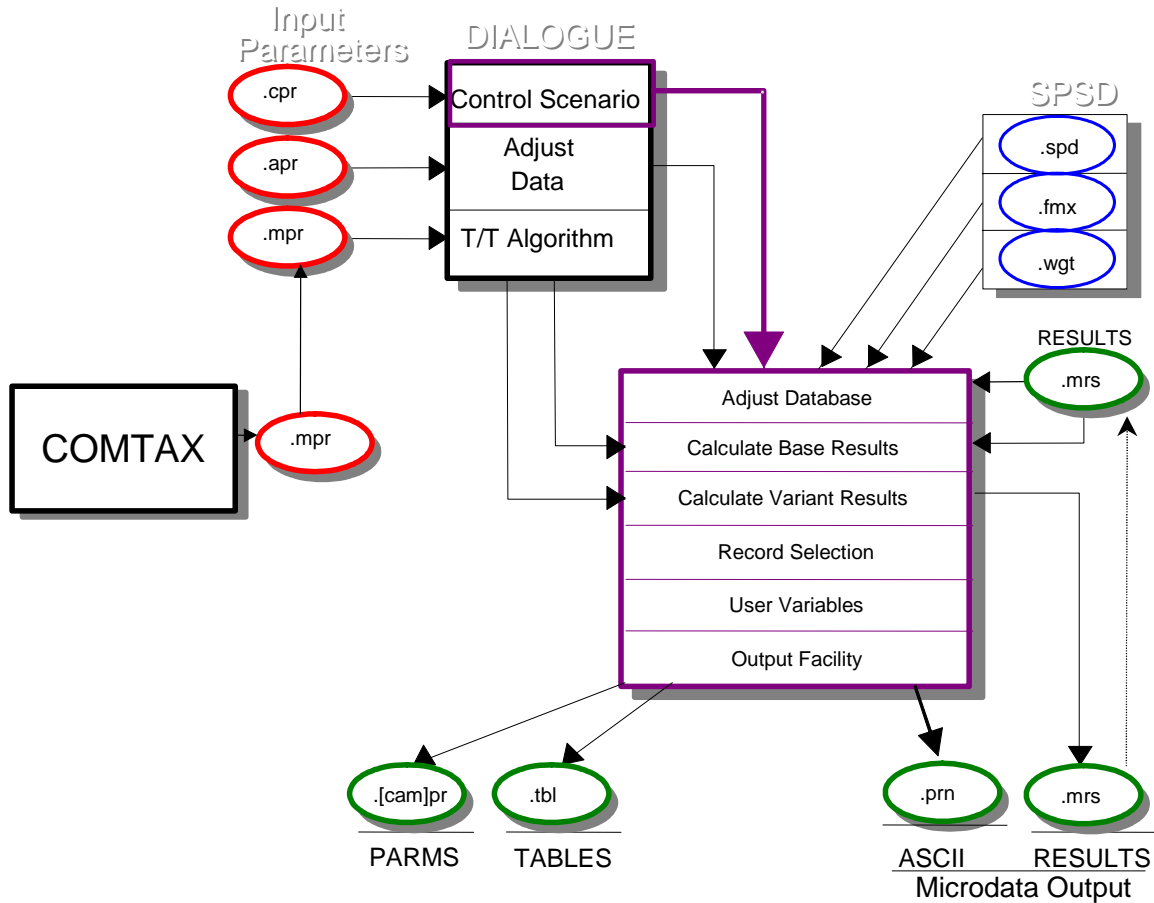 Input
Parameters
.cpr
.apr
.mpr
DIALOGUE
Control Scenario
Adjust
Data
T/T Algorithm
SPSD
.spd
.fmx
.wgt
COMTAX
.mpr
RESULTS
.mrs
Adjust Database
Calculate Base Results
Calculate Variant Results
Record Selection
User Variables
Output Facility
.[cam]pr
PARMS
.tbl
TABLES
.prn
ASCII
.mrs
RESULTS
Microdata Output